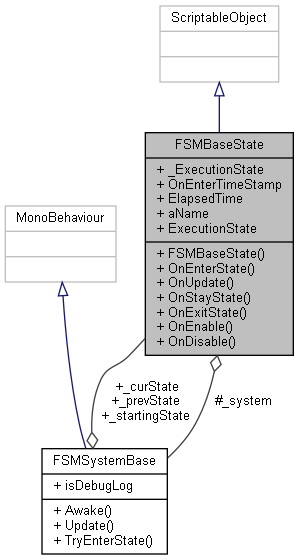 ScriptableObject
FSMBaseState
+ _ExecutionState
+ OnEnterTimeStamp
+ ElapsedTime
+ aName
+ ExecutionState
+ FSMBaseState()
+ OnEnterState()
+ OnUpdate()
+ OnStayState()
+ OnExitState()
+ OnEnable()
+ OnDisable()
MonoBehaviour
+_curState
+_prevState
+_startingState
#_system
FSMSystemBase
+ isDebugLog
+ Awake()
+ Update()
+ TryEnterState()